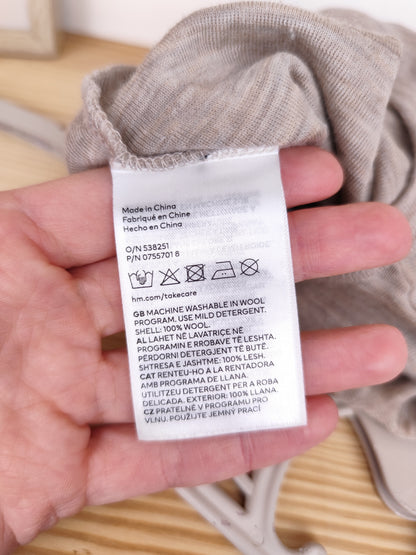 Made in China
Fabriqué en Chine
Hecho en China
O/N 538251
P/N 0755701 8
hm.com/takecare
GB MACHINE WASHABLE IN WOOL
PROGRAM. USE MILD DETERGENT.
SHELL: 100% WOOL.
AL LAHET NË LAVATRIÇE NË
PROGRAMIN E RROBAVE TË LESHTA.
PËRDORNI DETERGJENT TË BUTË.
SHTRESA E JASHTME: 100% LESH.
CAT RENTEU-HO A LA RENTADORA
AMB PROGRAMA DE LLANA.
UTILITZEU DETERGENT PER A ROBA
DELICADA. EXTERIOR: 100% LLANA.
CZ PRATELNÉ V PROGRAMU PRO
VLNU. POUŽIJTE JEMNÝ PRACÍ